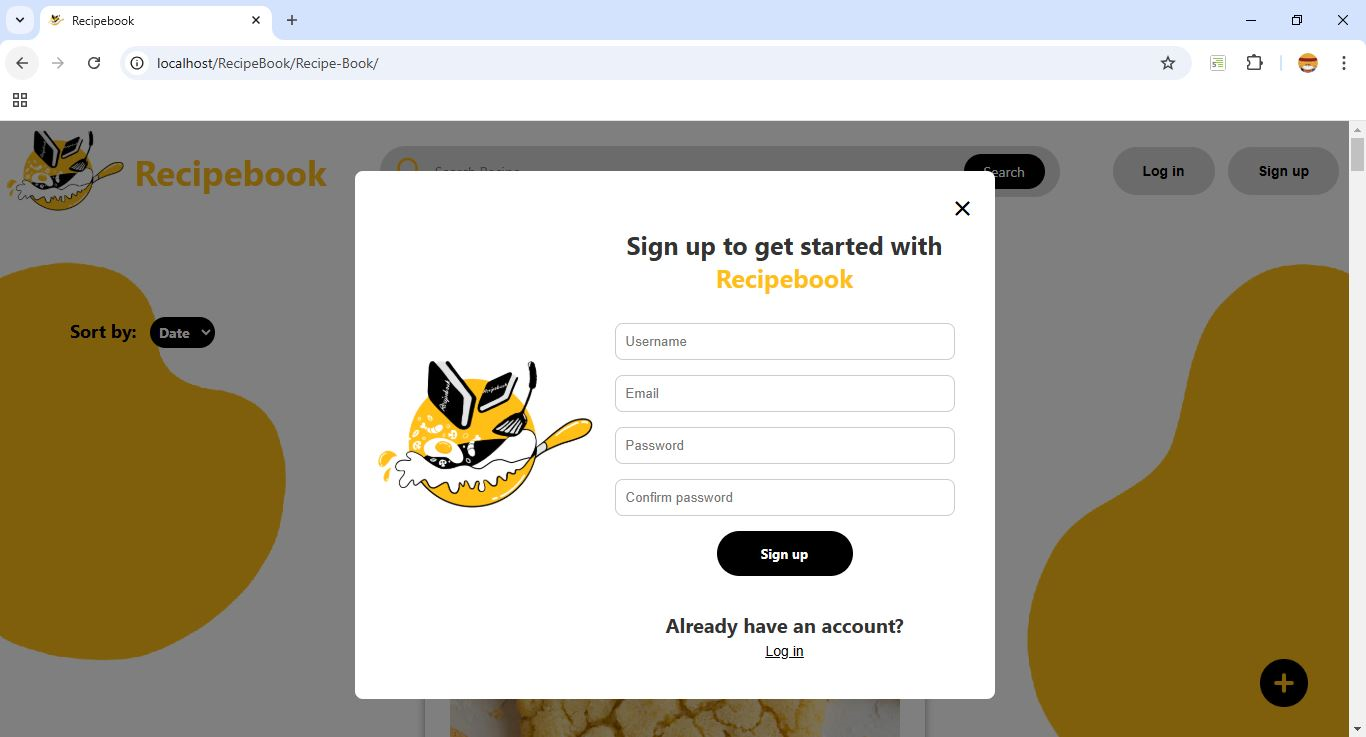 Recipebook
localhost/RecipeBook/Recipe-Book/
Recipebook
Search Recipe
Search
Log in
Sign up
Sort by:
Date
Sign up to get started with
Recipebook
Username
Email
Password
Confirm password
Sign up
Already have an account?
Log in